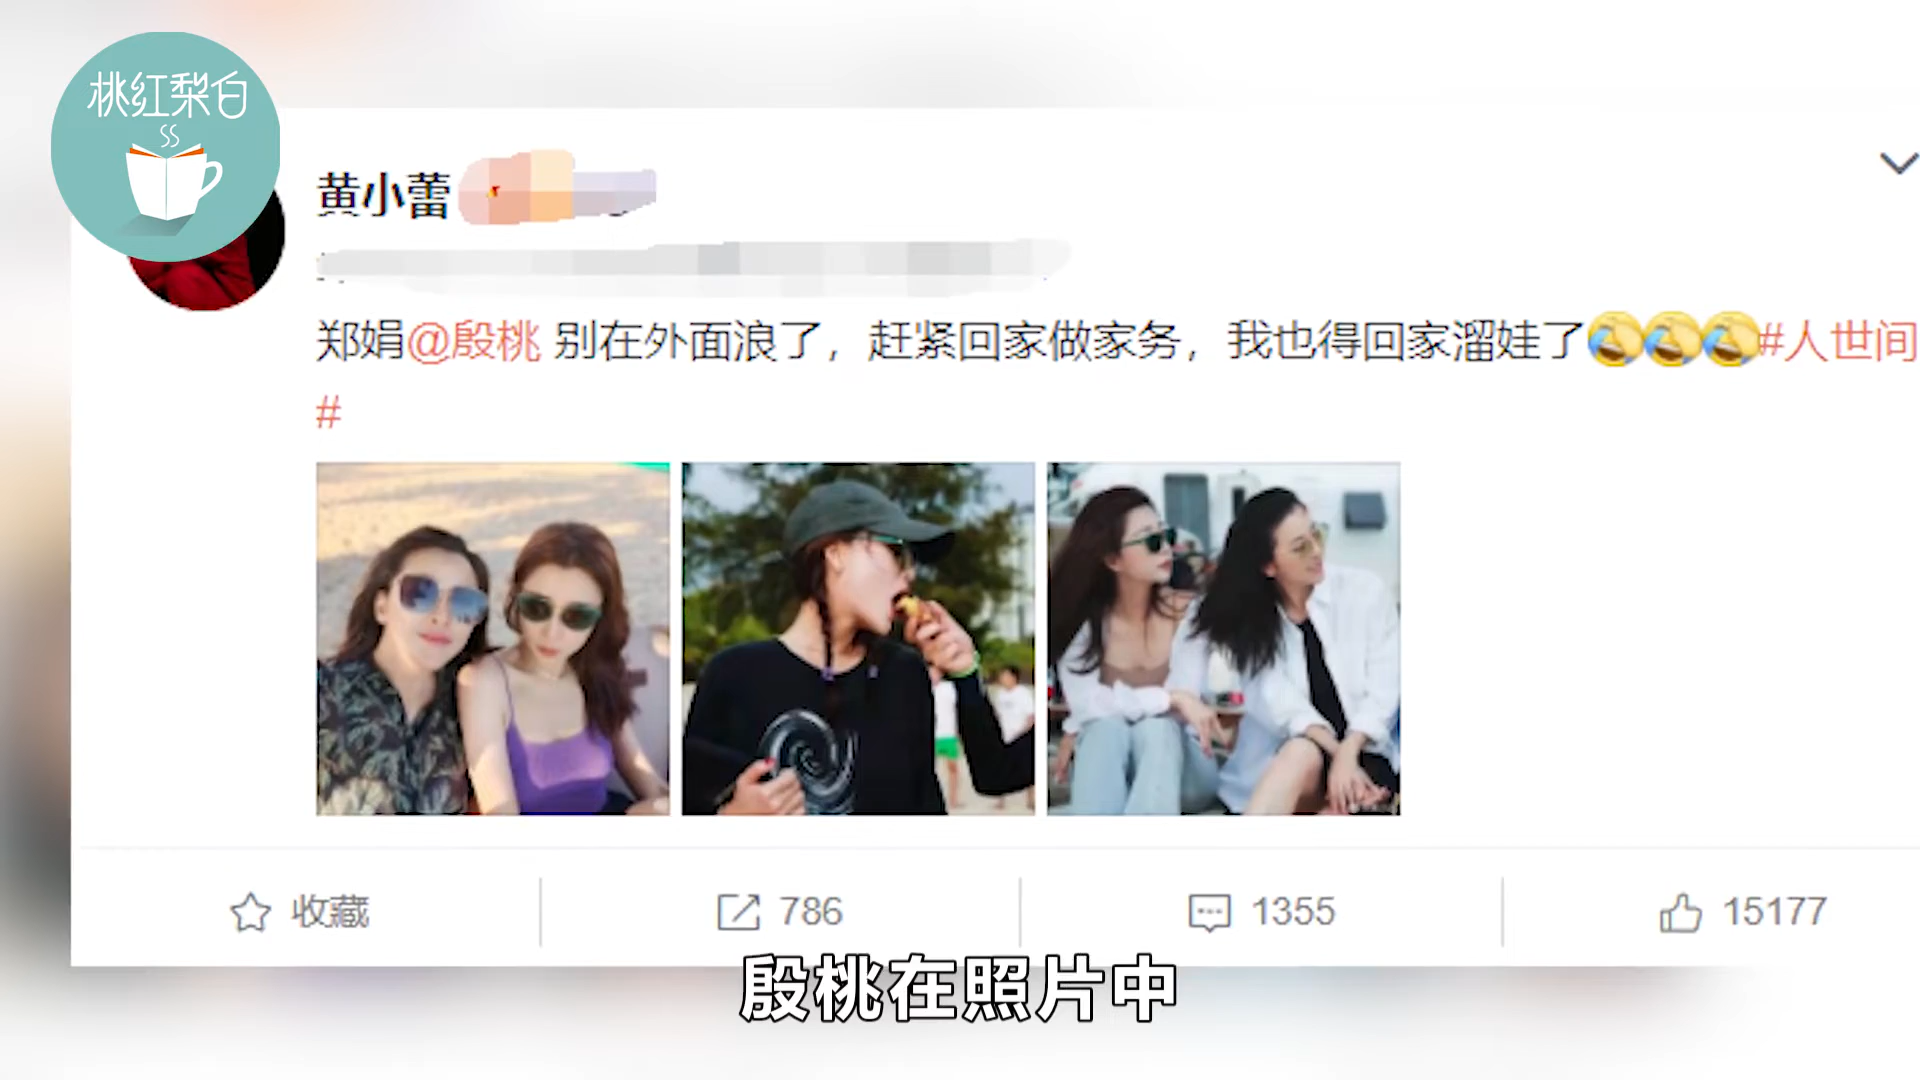 桃红梨白
黄小蕾
郑娟@殷桃 别在外面浪了，赶紧回家做家务，我也得回家溜娃了#人世间
#
收藏
786
1355
15177
殷桃在照片中